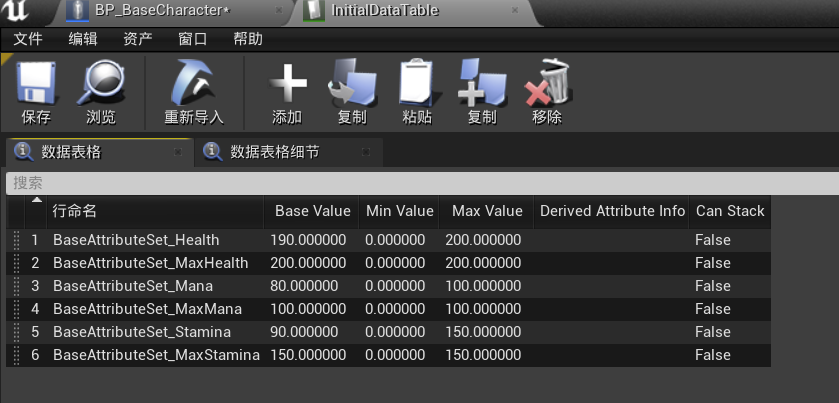 BP_BaseCharacter*
InitialDataTable
文件 编辑 资产 窗口 帮助
保存 浏览 重新导入 添加 复制 粘贴 复制 移除
数据表格 数据表格细节
搜索
行命名 Base Value Min Value Max Value Derived Attribute Info Can Stack
1 BaseAttributeSet_Health 190.000000 0.000000 200.000000 False
2 BaseAttributeSet_MaxHealth 200.000000 0.000000 200.000000 False
3 BaseAttributeSet_Mana 80.000000 0.000000 100.000000 False
4 BaseAttributeSet_MaxMana 100.000000 0.000000 100.000000 False
5 BaseAttributeSet_Stamina 90.000000 0.000000 150.000000 False
6 BaseAttributeSet_MaxStamina 150.000000 0.000000 150.000000 False